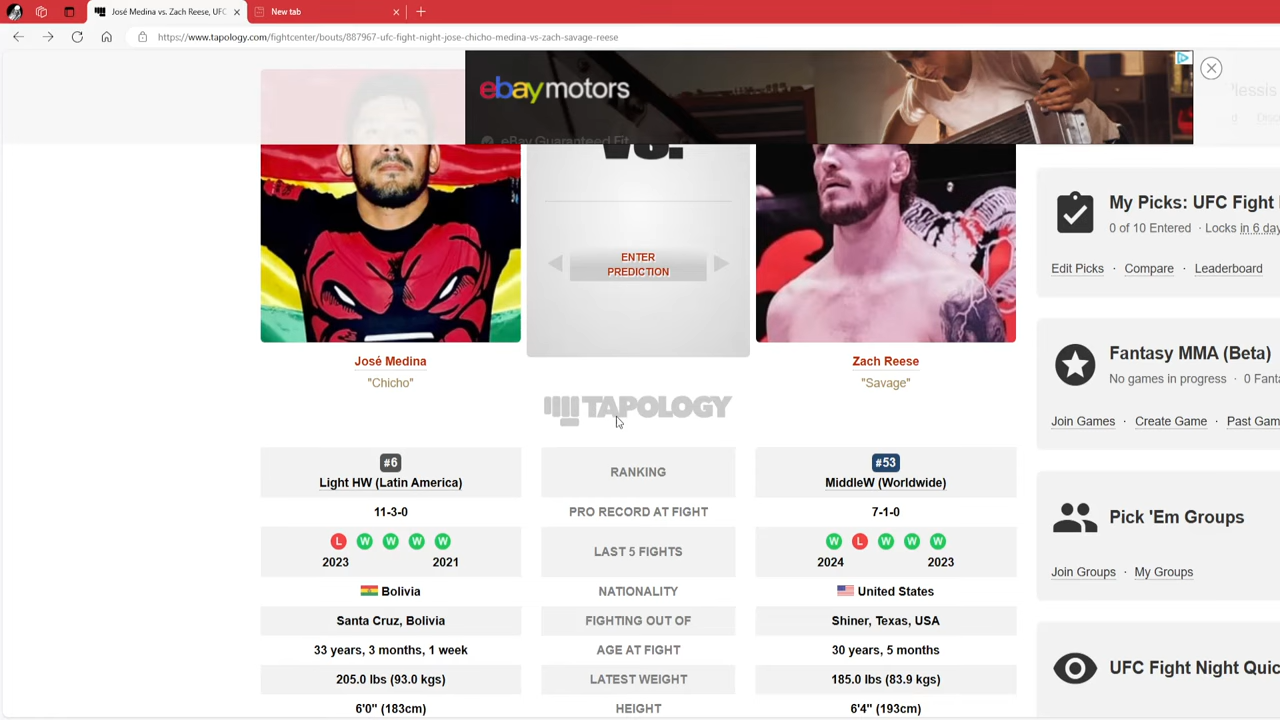 José Medina vs. Zach Reese, UFC
New tab
https://www.tapology.com/fightcenter/bouts/887967-ufc-fight-night-jose-chicho-medina-vs-zach-savage-reese
ebay motors
eBay Guaranteed Fit
VS.
ENTER
PREDICTION
José Medina
"Chicho"
Zach Reese
"Savage"
TAPOLOGY
#6
Light HW (Latin America)
RANKING
#53
MiddleW (Worldwide)
11-3-0
PRO RECORD AT FIGHT
7-1-0
L W W W W
2023 2021
LAST 5 FIGHTS
W L W W W
2024 2023
Bolivia
NATIONALITY
United States
Santa Cruz, Bolivia
FIGHTING OUT OF
Shiner, Texas, USA
33 years, 3 months, 1 week
AGE AT FIGHT
30 years, 5 months
205.0 lbs (93.0 kgs)
LATEST WEIGHT
185.0 lbs (83.9 kgs)
6'0" (183cm)
HEIGHT
6'4" (193cm)
My Picks: UFC Fight
0 of 10 Entered · Locks in 6 day
Edit Picks · Compare · Leaderboard
Fantasy MMA (Beta)
No games in progress · 0 Fanta
Join Games · Create Game · Past Gam
Pick 'Em Groups
Join Groups · My Groups
UFC Fight Night Quic